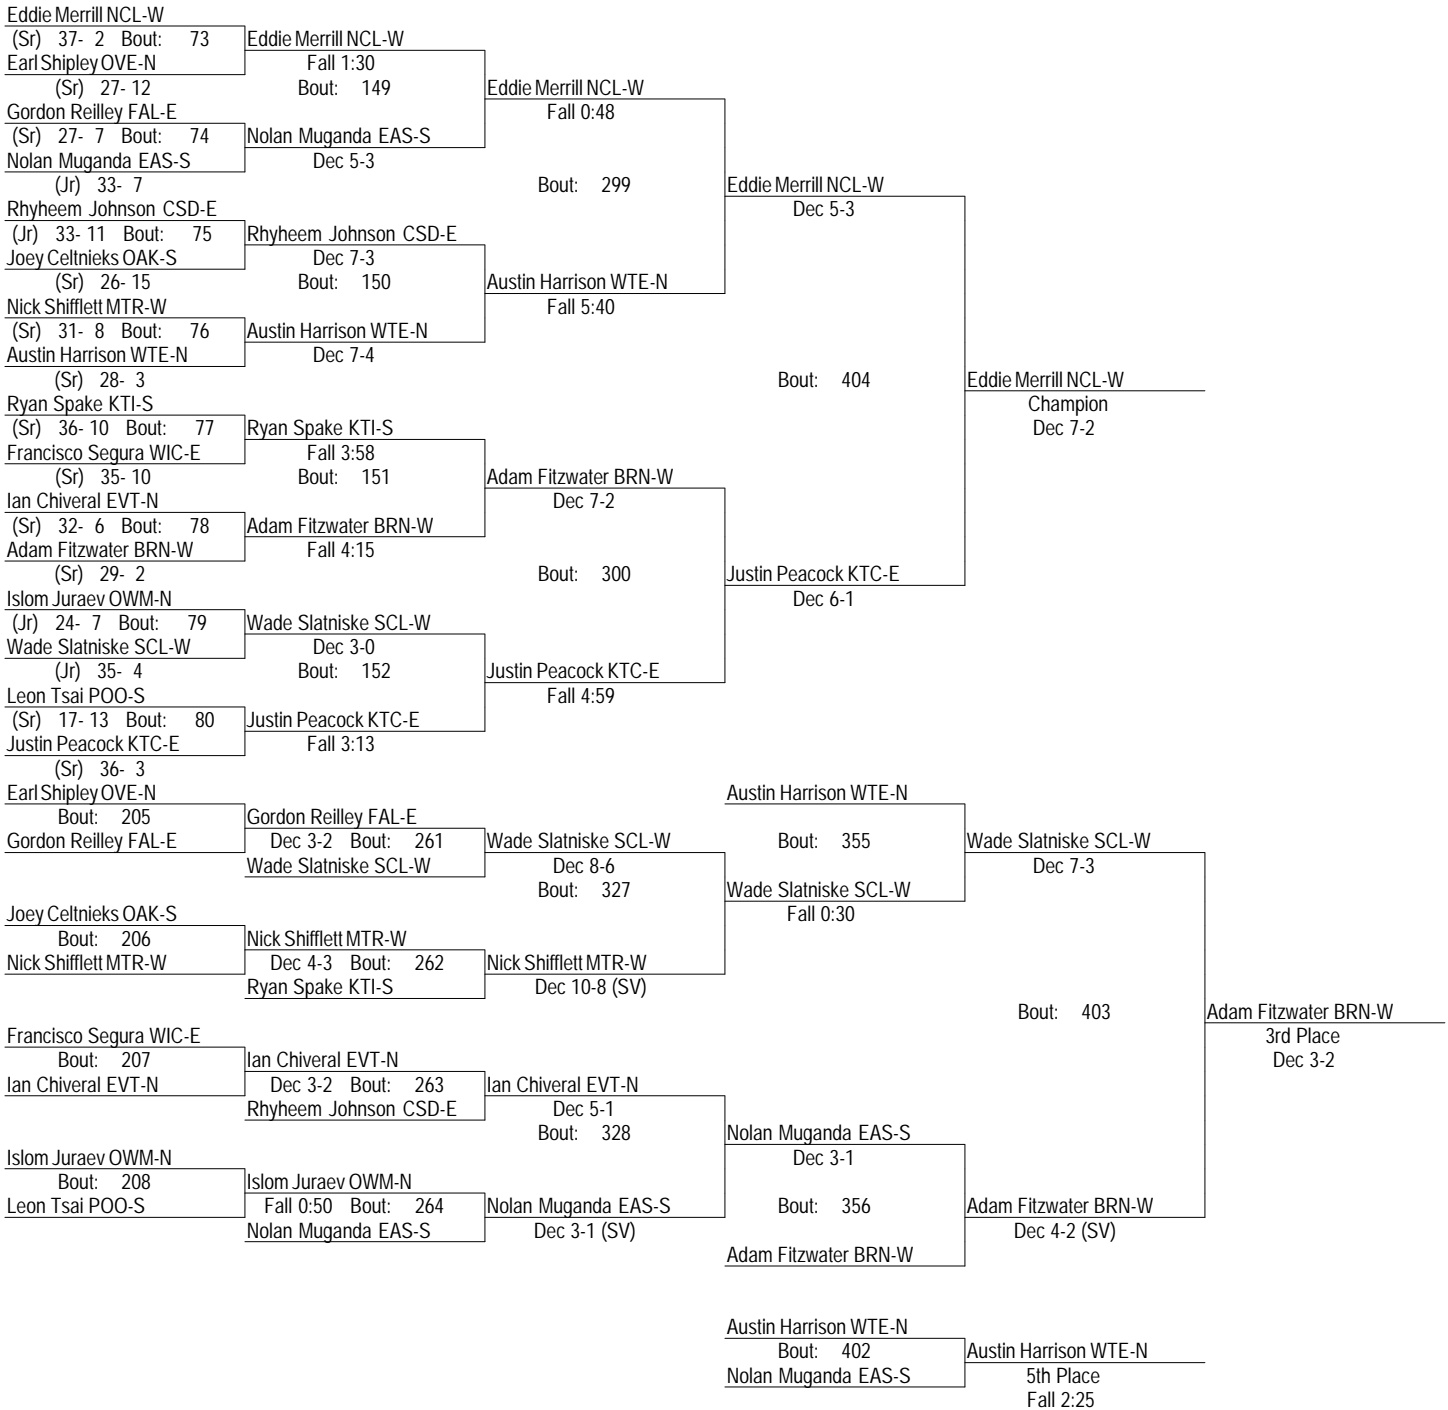 Eddie Merrill NCL-W
(Sr) 37- 2 Bout: 73 Eddie Merrill NCL-W
Earl Shipley OVE-N Fall 1:30
(Sr) 27- 12 Bout: 149 Eddie Merrill NCL-W
Gordon Reilley FAL-E Fall 0:48
(Sr) 27- 7 Bout: 74 Nolan Muganda EAS-S
Nolan Muganda EAS-S Dec 5-3
(Jr) 33- 7 Bout: 299 Eddie Merrill NCL-W
Rhyheem Johnson CSD-E Dec 5-3
(Jr) 33- 11 Bout: 75 Rhyheem Johnson CSD-E
Joey Celtnieks OAK-S Dec 7-3
(Sr) 26- 15 Bout: 150 Austin Harrison WTE-N
Nick Shifflett MTR-W Fall 5:40
(Sr) 31- 8 Bout: 76 Austin Harrison WTE-N
Austin Harrison WTE-N Dec 7-4
(Sr) 28- 3 Bout: 404 Eddie Merrill NCL-W
Ryan Spake KTI-S Champion
(Sr) 36- 10 Bout: 77 Ryan Spake KTI-S Dec 7-2
Francisco Segura WIC-E Fall 3:58
(Sr) 35- 10 Bout: 151 Adam Fitzwater BRN-W
Ian Chiveral EVT-N Dec 7-2
(Sr) 32- 6 Bout: 78 Adam Fitzwater BRN-W
Adam Fitzwater BRN-W Fall 4:15
(Sr) 29- 2 Bout: 300 Justin Peacock KTC-E
Islom Juraev OWM-N Dec 6-1
(Jr) 24- 7 Bout: 79 Wade Slatniske SCL-W
Wade Slatniske SCL-W Dec 3-0
(Jr) 35- 4 Bout: 152 Justin Peacock KTC-E
Leon Tsai POO-S Fall 4:59
(Sr) 17- 13 Bout: 80 Justin Peacock KTC-E
Justin Peacock KTC-E Fall 3:13
(Sr) 36- 3
Earl Shipley OVE-N Austin Harrison WTE-N
Bout: 205 Gordon Reilley FAL-E
Gordon Reilley FAL-E Dec 3-2 Bout: 261 Wade Slatniske SCL-W Bout: 355 Wade Slatniske SCL-W
Wade Slatniske SCL-W Dec 8-6 Dec 7-3
Bout: 327 Wade Slatniske SCL-W
Joey Celtnieks OAK-S Fall 0:30
Bout: 206 Nick Shifflett MTR-W
Nick Shifflett MTR-W Dec 4-3 Bout: 262 Nick Shifflett MTR-W
Ryan Spake KTI-S Dec 10-8 (SV)
Bout: 403 Adam Fitzwater BRN-W
Francisco Segura WIC-E 3rd Place
Bout: 207 Ian Chiveral EVT-N Dec 3-2
Ian Chiveral EVT-N Dec 3-2 Bout: 263 Ian Chiveral EVT-N
Rhyheem Johnson CSD-E Dec 5-1
Bout: 328 Nolan Muganda EAS-S
Islom Juraev OWM-N Dec 3-1
Bout: 208 Islom Juraev OWM-N
Leon Tsai POO-S Fall 0:50 Bout: 264 Nolan Muganda EAS-S Bout: 356 Adam Fitzwater BRN-W
Nolan Muganda EAS-S Dec 3-1 (SV) Dec 4-2 (SV)
Adam Fitzwater BRN-W
Austin Harrison WTE-N
Bout: 402 Austin Harrison WTE-N
Nolan Muganda EAS-S 5th Place
Fall 2:25